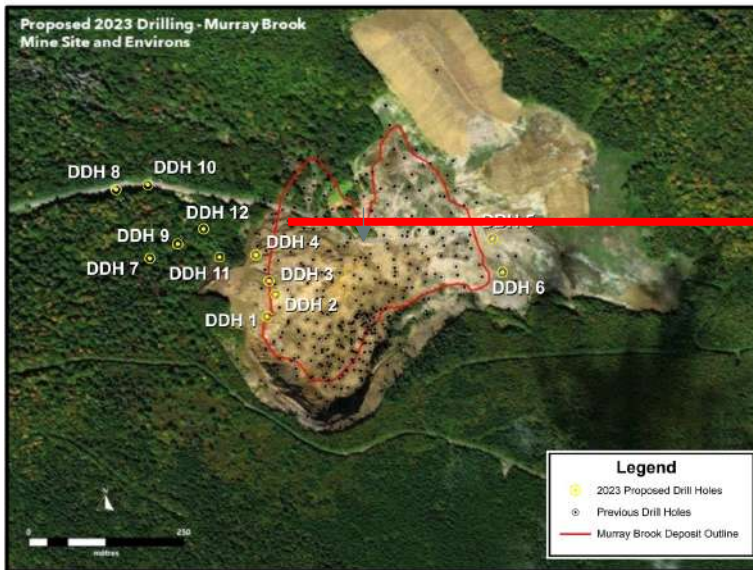 Proposed 2023 Drilling - Murray Brook
Mine Site and Environs
DDH 8
DDH 10
DDH 12
DDH 9
DDH 4
DDH 7
DDH 11
DDH 3
DDH 6
DDH 2
DDH 1
N
0
250
mètres
Legend
2023 Proposed Drill Holes
Previous Drill Holes
Murray Brook Deposit Outline